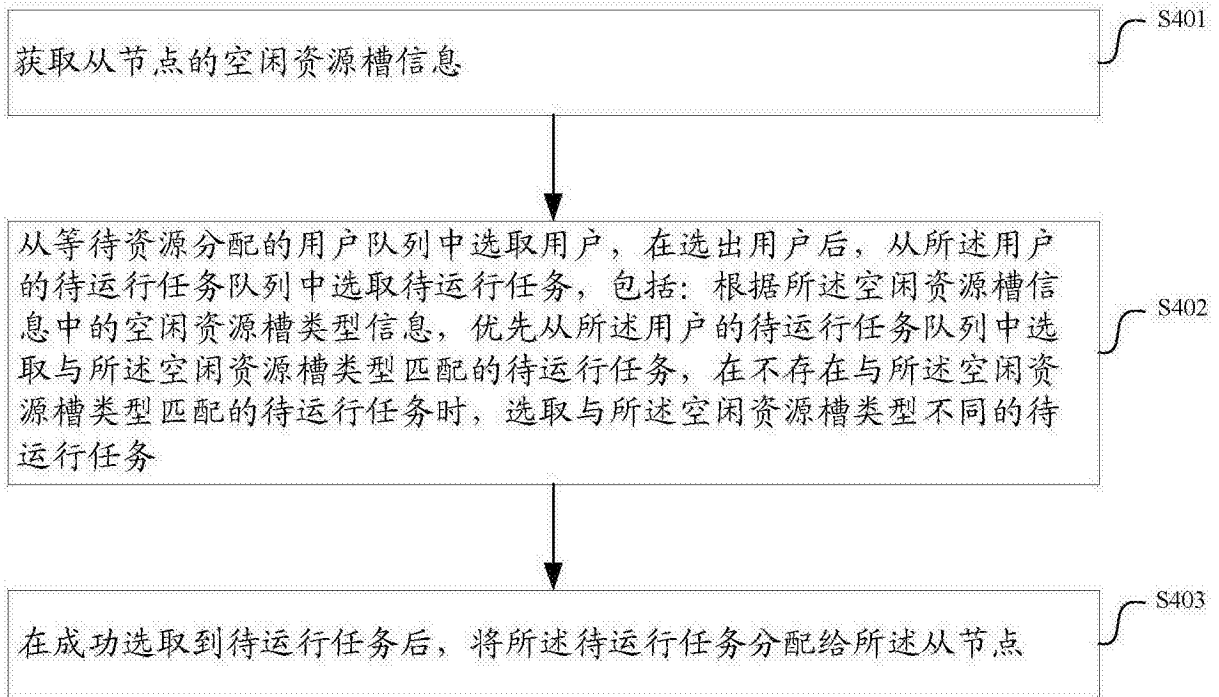 获取从节点的空闲资源槽信息
S401
从等待资源分配的用户队列中选取用户，在选出用户后，从所述用户
的待运行任务队列中选取待运行任务，包括：根据所述空闲资源槽信
息中的空闲资源槽类型信息，优先从所述用户的待运行任务队列中选
取与所述空闲资源槽类型匹配的待运行任务，在不存在与所述空闲资
源槽类型匹配的待运行任务时，选取与所述空闲资源槽类型不同的待
运行任务
S402
在成功选取到待运行任务后，将所述待运行任务分配给所述从节点
S403